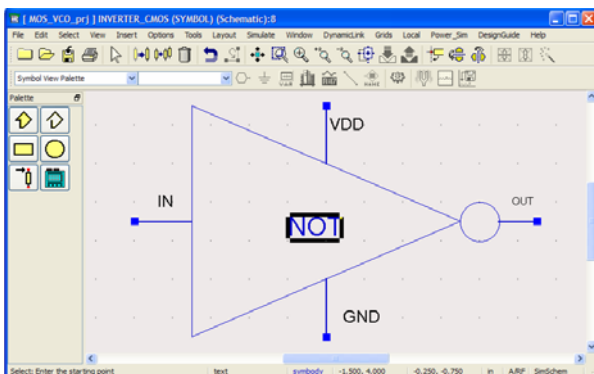 [ MOS_VCO_prj ] INVERTER_CMOS (SYMBOL) (Schematic):8
File Edit Select View Insert Options Tools Layout Simulate Window DynamicLink Grids Local Power_Sim DesignGuide Help
Symbol View Palette
Palette
VDD
IN
OUT
NOT
GND
Select: Enter the starting point text symbody -1.500, 4.000 -0.250, -0.750 in A/RF SimSchem